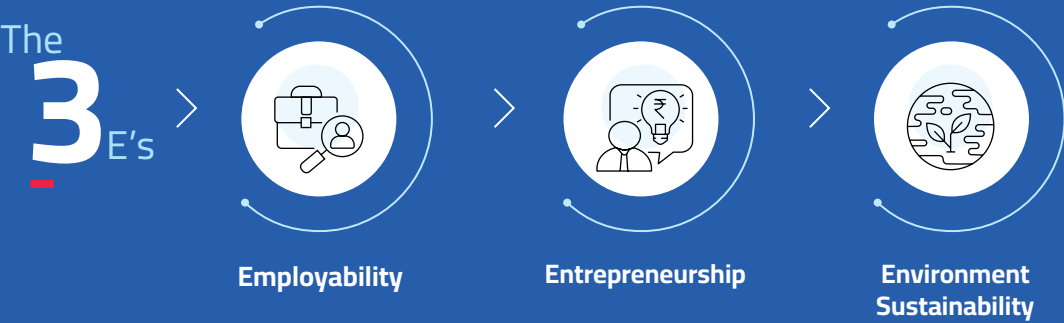 The
3
E's
₹
Employability
Entrepreneurship
Environment
Sustainability